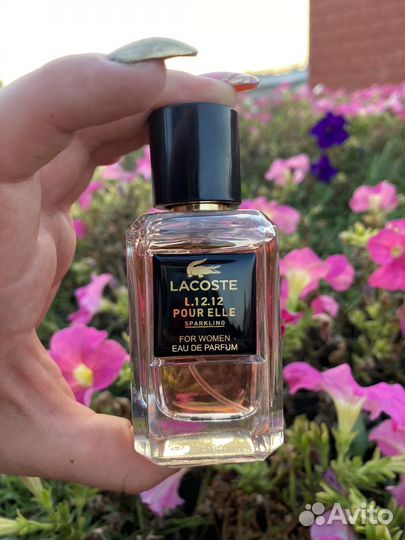 LACOSTE
L.12.12
POUR ELLE
SPARKLING
FOR WOMEN
EAU DE PARFUM
Avito